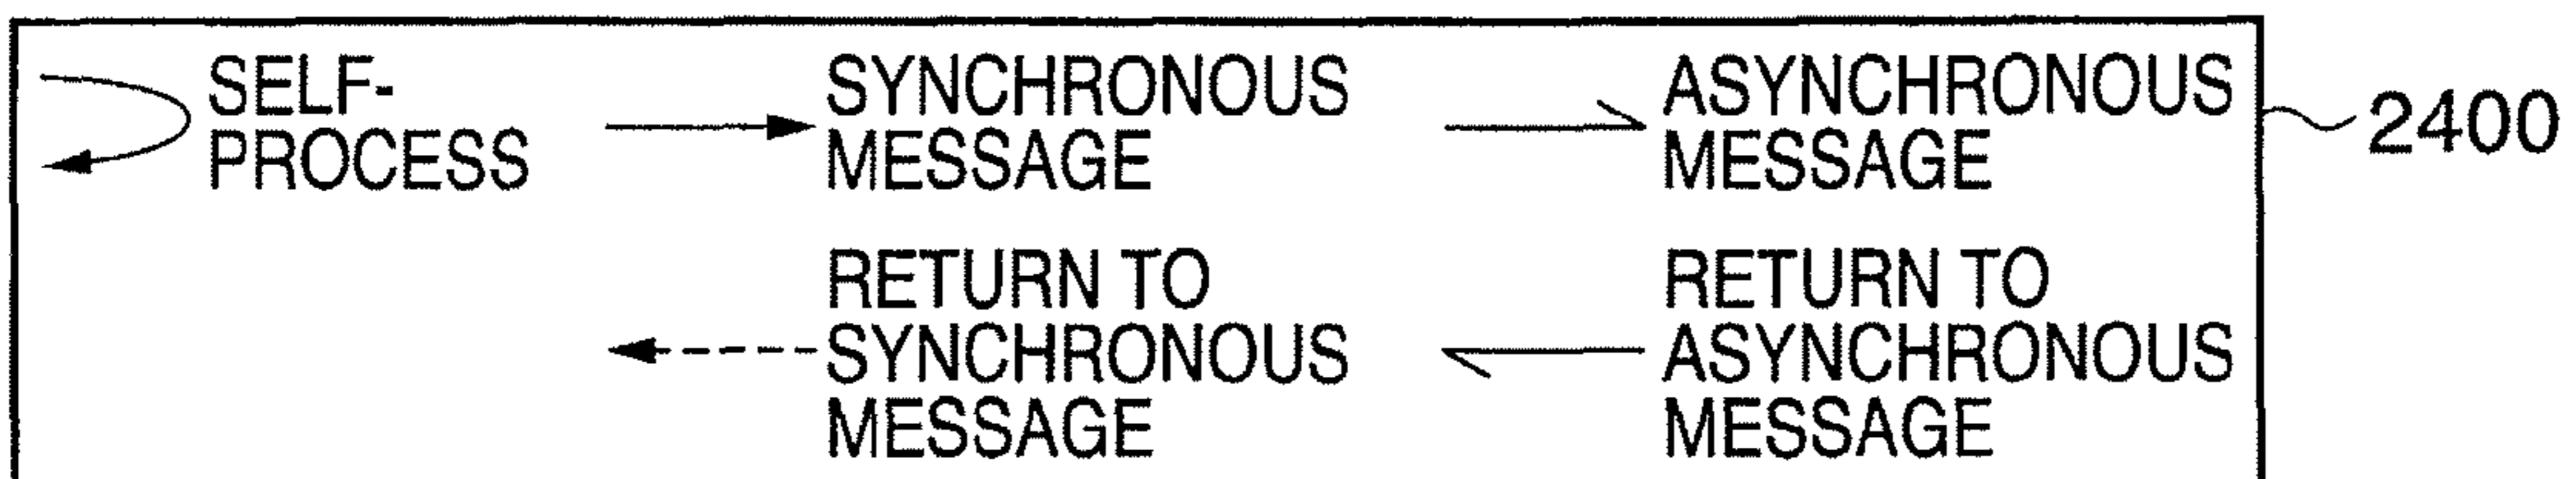 SELF-
PROCESS
SYNCHRONOUS
MESSAGE
ASYNCHRONOUS
MESSAGE
2400
RETURN TO
SYNCHRONOUS
MESSAGE
RETURN TO
ASYNCHRONOUS
MESSAGE